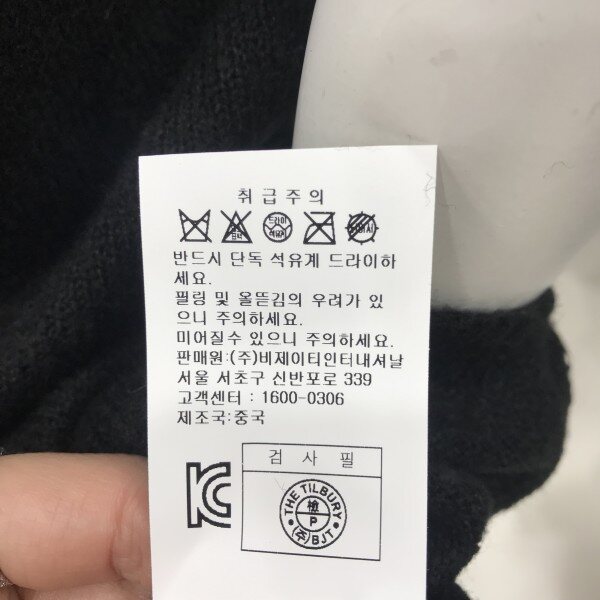 취급주의
드라이
석유계
반드시 단독 석유계 드라이하
세요.
필링 및 올뜯김의 우려가 있
으니 주의하세요.
미어질수 있으니 주의하세요.
판매원:(주)비제이티인터내셔날
서울 서초구 신반포로 339
고객센터 : 1600-0306
제조국:중국
검 사 필
THE TILBURY
檢
P
(주)BJT